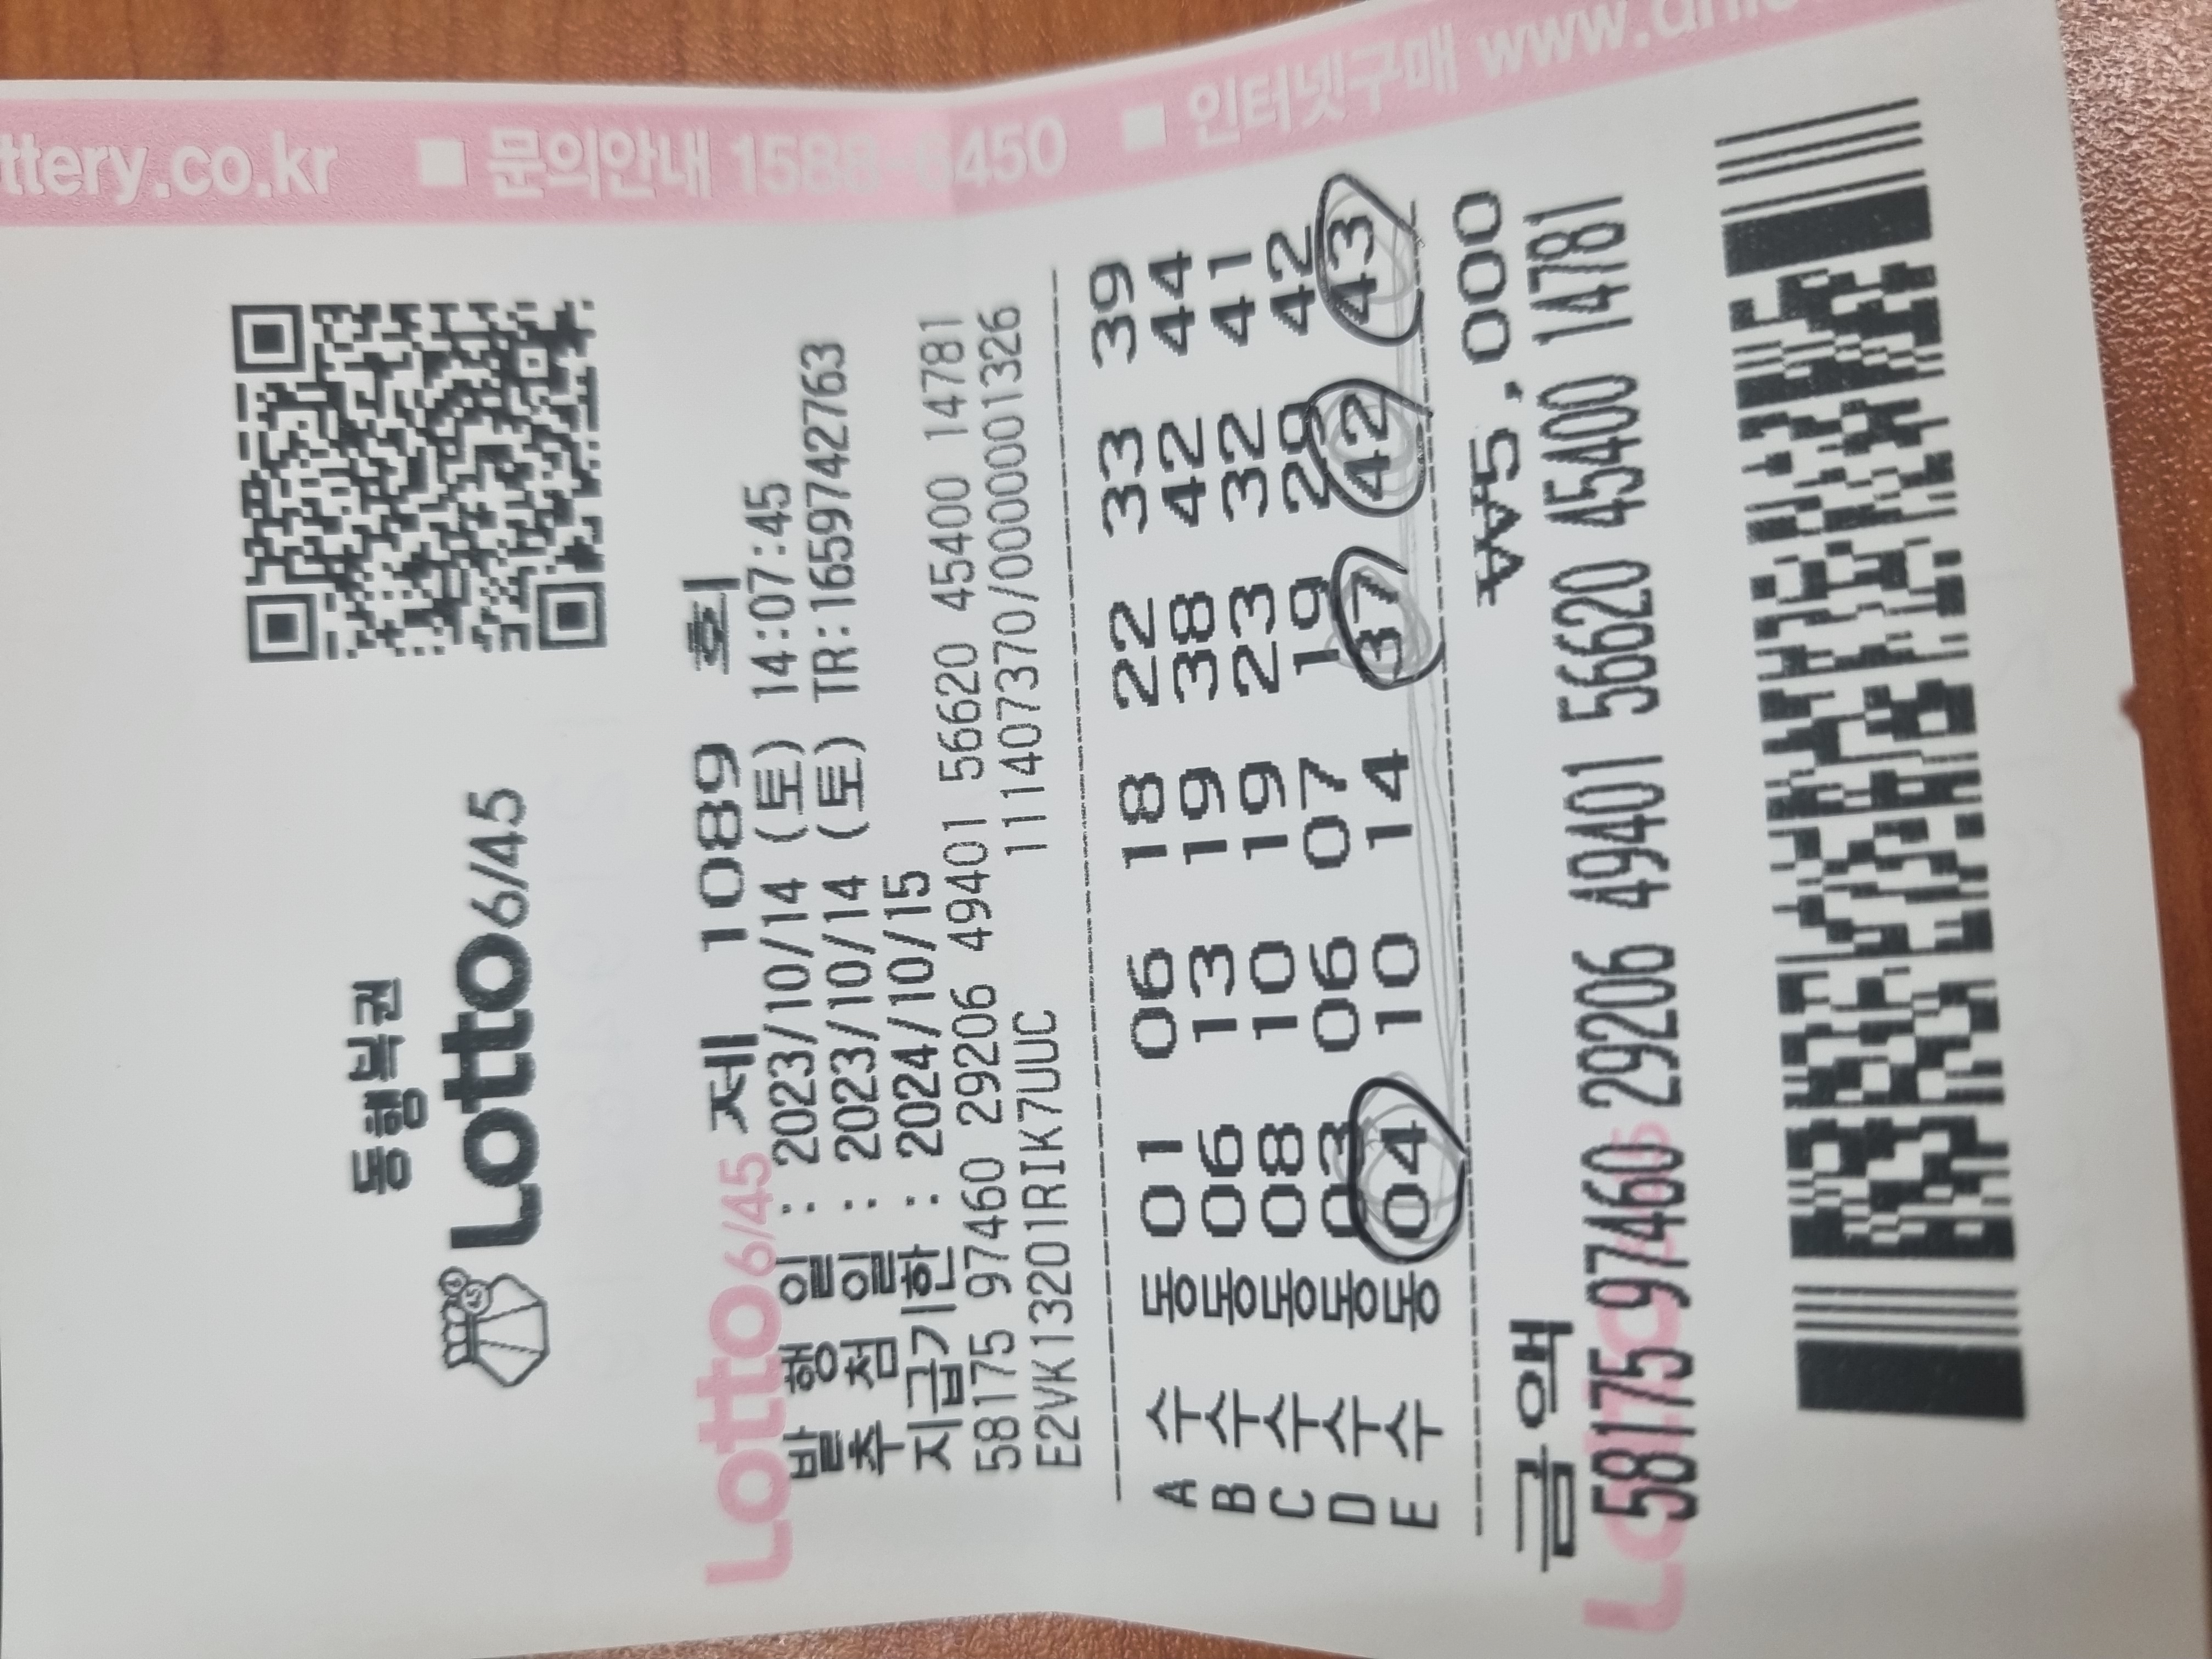 ttery.co.kr ■ 문의안내 1588-6450 ■ 인터넷구매 www.
동행복권
Lotto 6/45
Lotto 6/45
제 1089 회
발 행 일 : 2023/10/14 (토) 14:07:45
추 첨 일 : 2023/10/14 (토) TR:1659742763
지급기한 : 2024/10/15
58175 97460 29206 49401 56620 45400 14781
E2VK13201RIK7UUC 111407370/0000001326
A 수동 01 06 18 22 33 39
B 수동 06 13 19 38 42 44
C 수동 08 10 19 23 32 41
D 수동 03 06 07 19 29 42
E 수동 04 10 14 37 42 43
금액 ₩5,000
58175 97460 29206 49401 56620 45400 14781